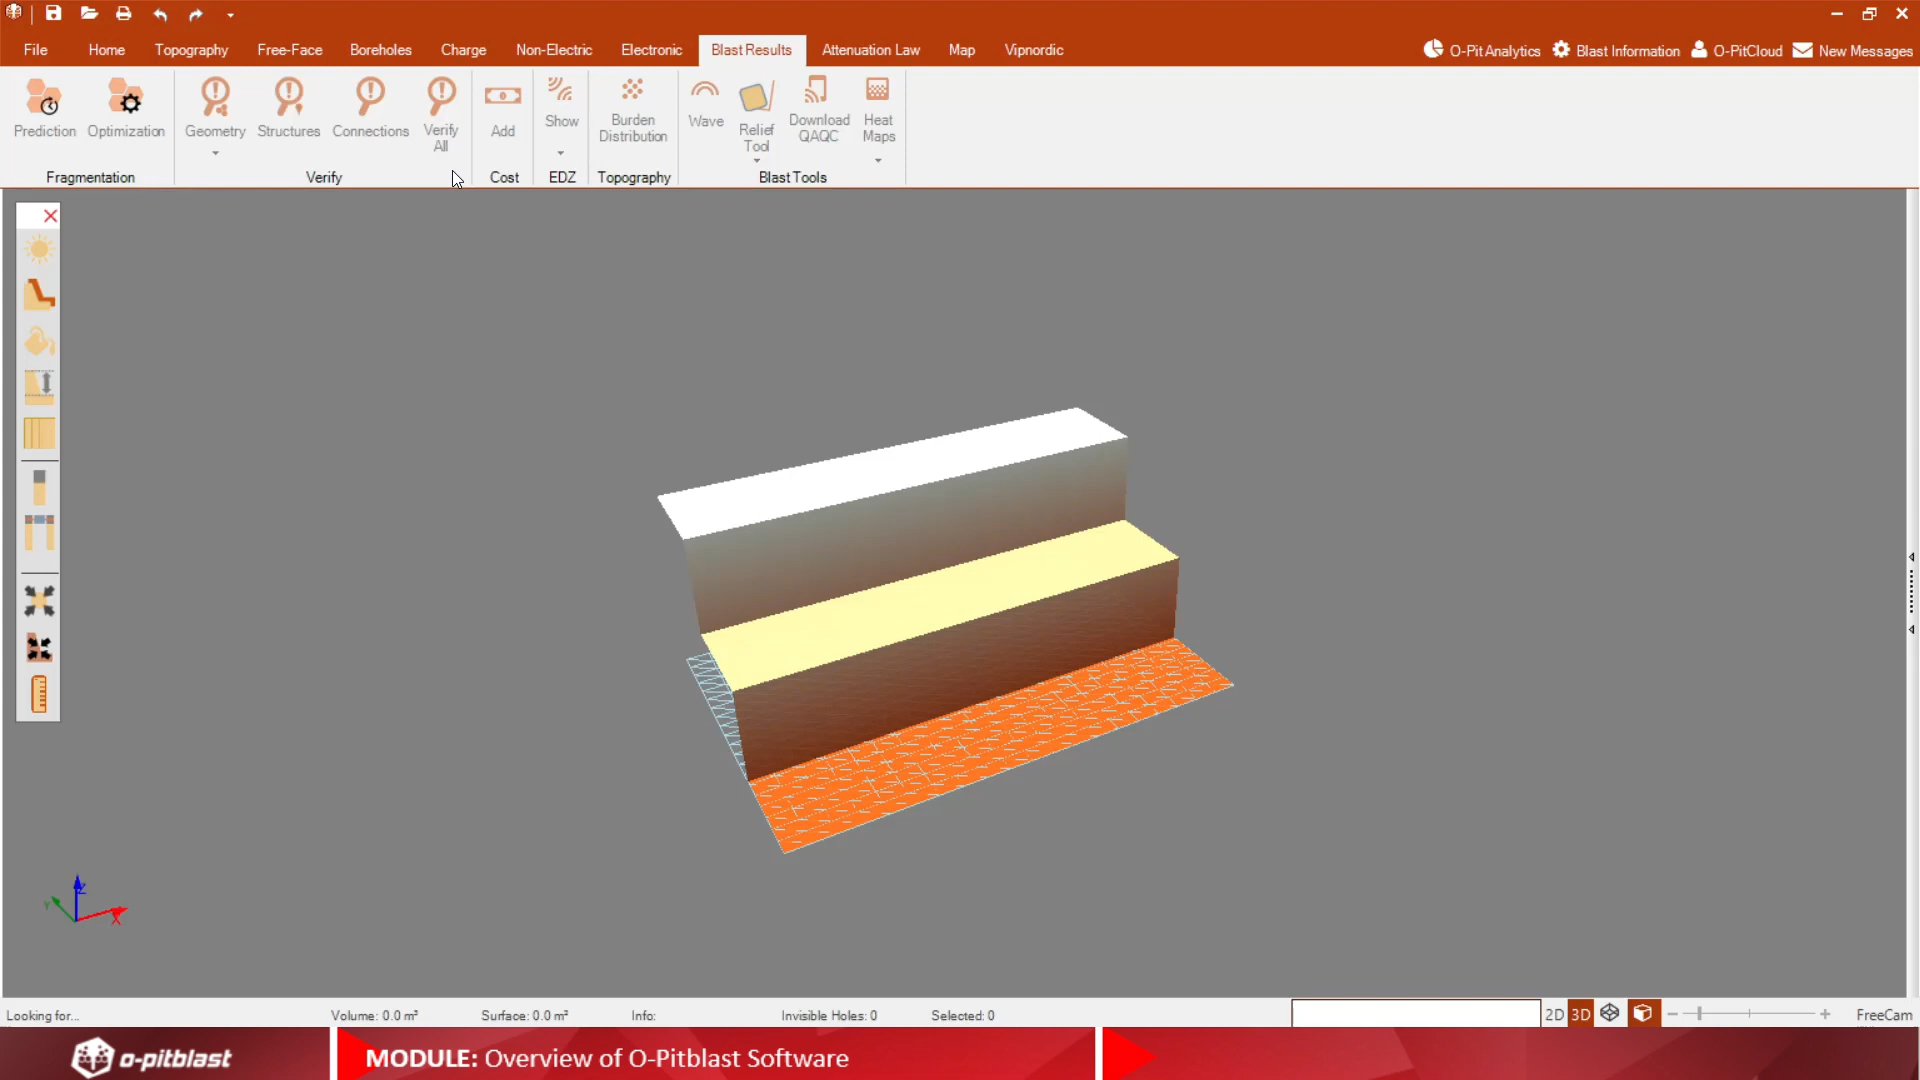 File Home Topography Free-Face Boreholes Charge Non-Electric Electronic Blast Results Attenuation Law Map Vipnordic O-Pit Analytics Blast Information O-PitCloud New Messages
Prediction Optimization Geometry Structures Connections Verify All Add Show Burden Distribution Wave Relief Tool Download QAQC Heat Maps
Fragmentation Verify Cost EDZ Topography Blast Tools
Z
Y
X
Looking for... Volume: 0.0 m³ Surface: 0.0 m² Info: Invisible Holes: 0 Selected: 0 2D 3D FreeCam
o-pitblast MODULE: Overview of O-Pitblast Software